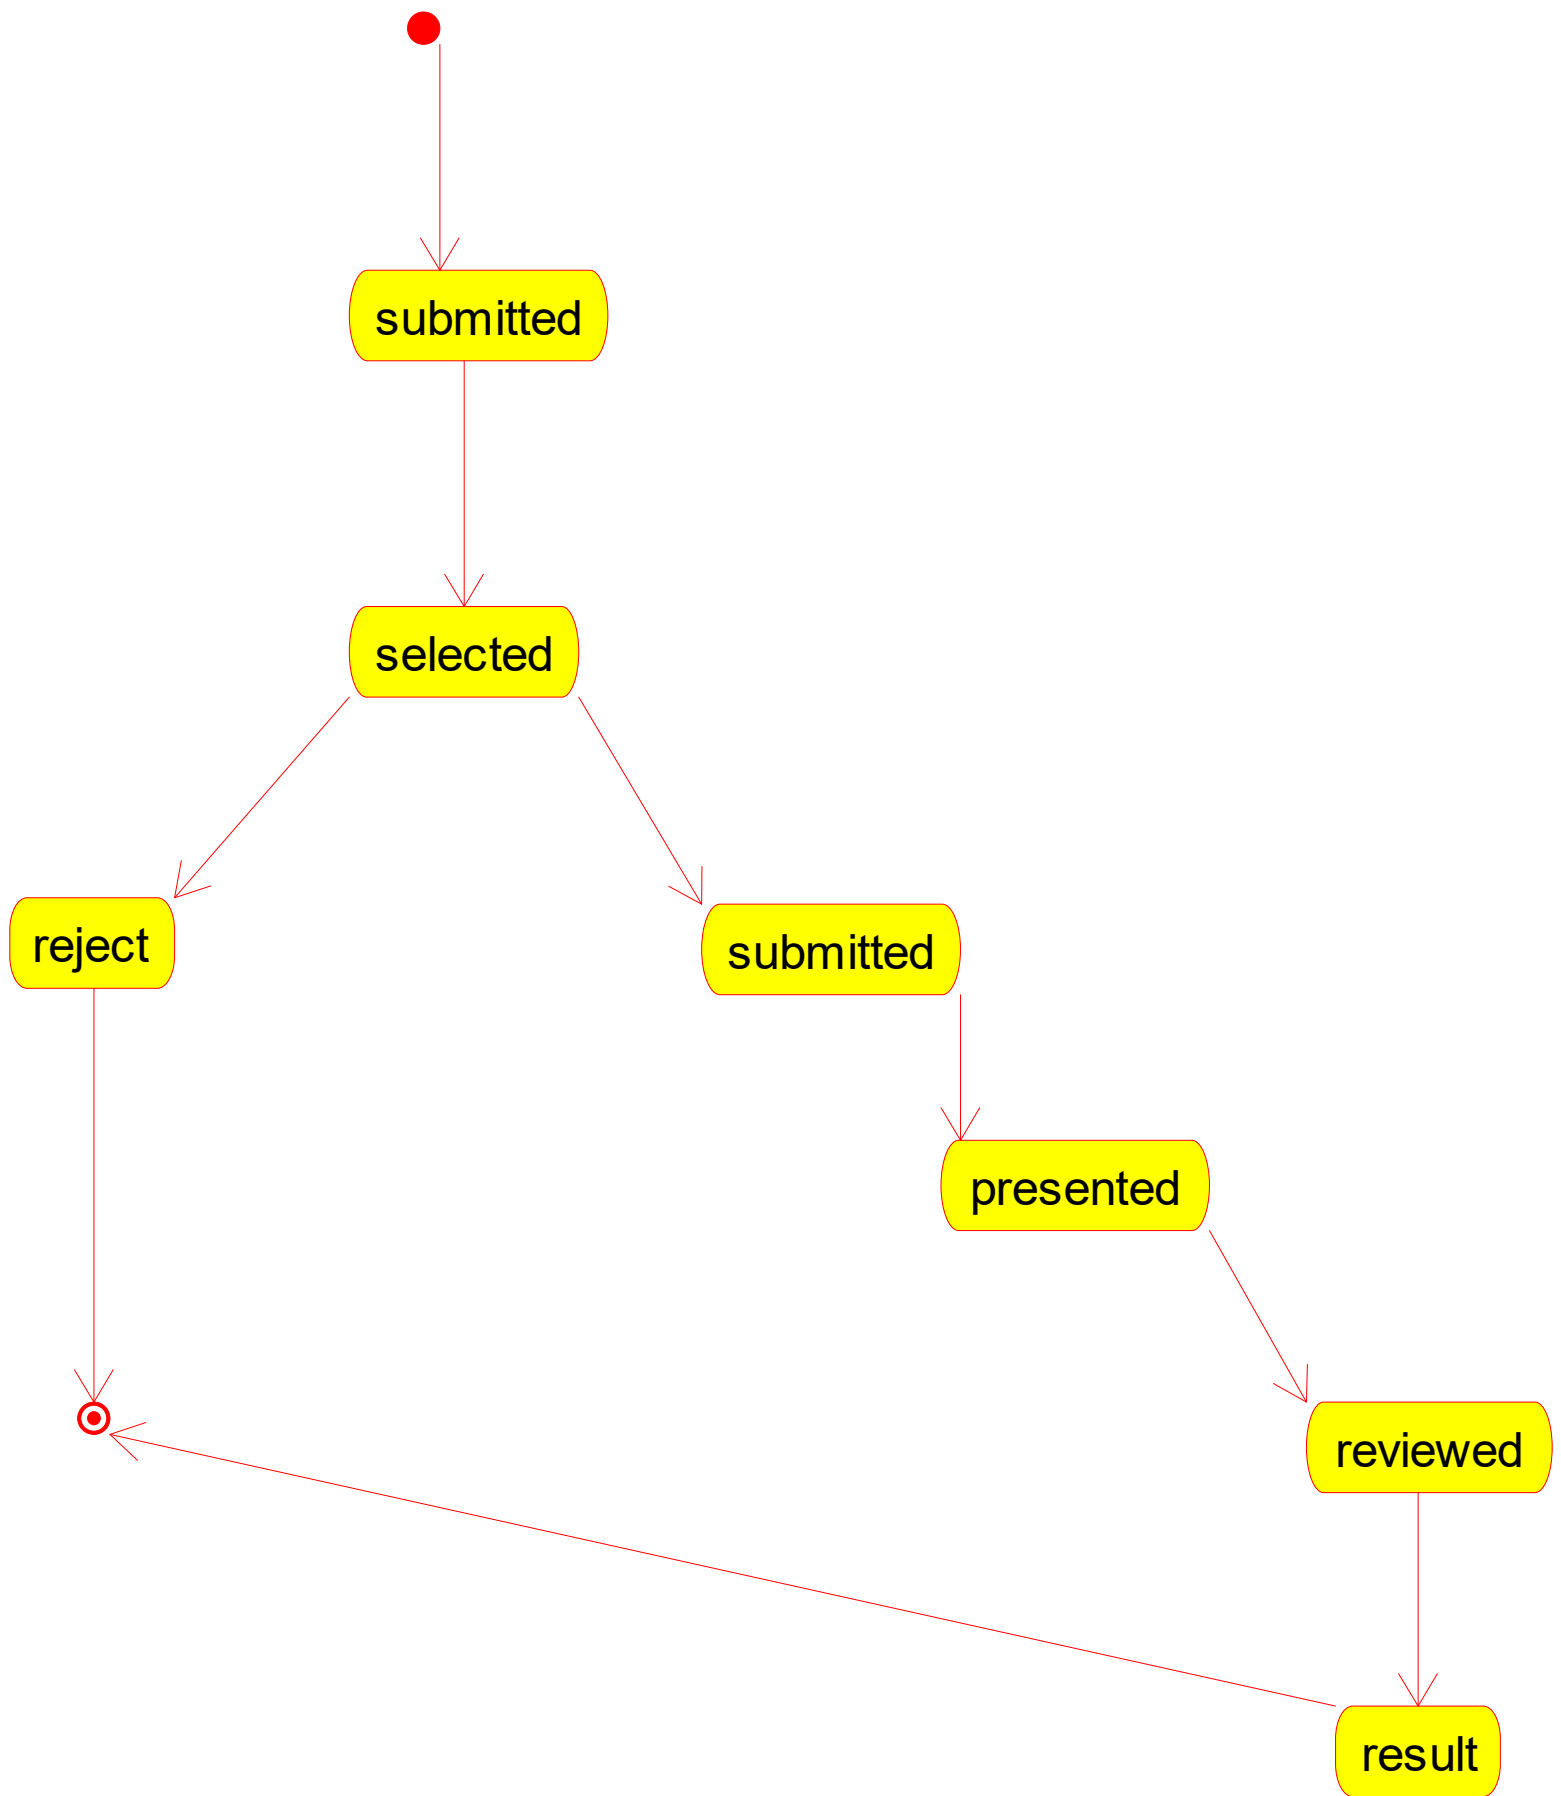 submitted
selected
reject
submitted
presented
reviewed
result